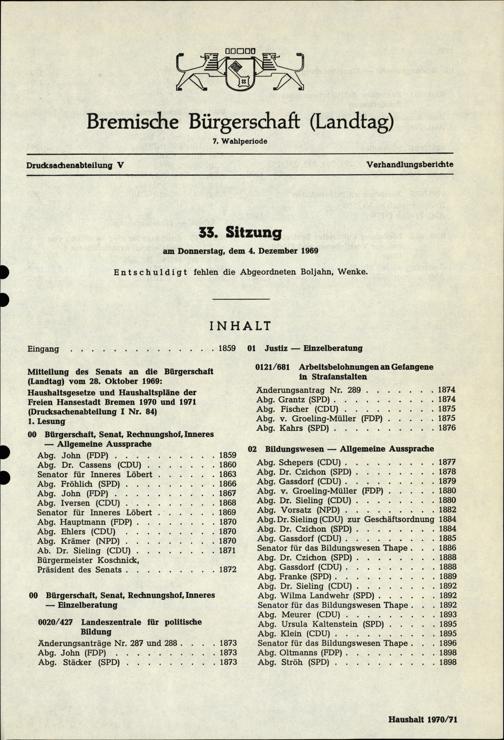 Bremische Bürgerschaft (Landtag)
7. Wahlperiode
Drucksachenabteilung V
Verhandlungsberichte
33. Sitzung
am Donnerstag, dem 4. Dezember 1969
Entschuldigt fehlen die Abgeordneten Boljahn, Wenke.
INHALT
Eingang . . . . . . . . . . . . . . . 1859
Mitteilung des Senats an die Bürgerschaft
(Landtag) vom 28. Oktober 1969:
Haushaltsgesetze und Haushaltspläne der
Freien Hansestadt Bremen 1970 und 1971
(Drucksachenabteilung I Nr. 84)
1. Lesung
00 Bürgerschaft, Senat, Rechnungshof, Inneres
— Allgemeine Aussprache
Abg. John (FDP) . . . . . . . . . . 1859
Abg. Dr. Cassens (CDU) . . . . . . . 1860
Senator für Inneres Löbert . . . . . . 1863
Abg. Fröhlich (SPD) . . . . . . . . . 1866
Abg. John (FDP) . . . . . . . . . . 1867
Abg. Iversen (CDU) . . . . . . . . . 1868
Senator für Inneres Löbert . . . . . . 1869
Abg. Hauptmann (FDP) . . . . . . . . 1870
Abg. Ehlers (CDU) . . . . . . . . . 1870
Abg. Krämer (NPD) . . . . . . . . . 1870
Ab. Dr. Sieling (CDU) . . . . . . . . 1871
Bürgermeister Koschnick,
Präsident des Senats . . . . . . . . . 1872
00 Bürgerschaft, Senat, Rechnungshof, Inneres
— Einzelberatung
0020/427 Landeszentrale für politische
Bildung
Änderungsanträge Nr. 287 und 288 . . . . 1873
Abg. John (FDP) . . . . . . . . . . 1873
Abg. Stäcker (SPD) . . . . . . . . . 1873
01 Justiz — Einzelberatung
0121/681 Arbeitsbelohnungen an Gefangene
in Strafanstalten
Änderungsantrag Nr. 289 . . . . . . . 1874
Abg. Grantz (SPD) . . . . . . . . . 1874
Abg. Fischer (CDU) . . . . . . . . . 1875
Abg. v. Groeling-Müller (FDP) . . . . . 1875
Abg. Kahrs (SPD) . . . . . . . . . . 1876
02 Bildungswesen — Allgemeine Aussprache
Abg. Schepers (CDU) . . . . . . . . 1877
Abg. Dr. Czichon (SPD) . . . . . . . 1878
Abg. Gassdorf (CDU) . . . . . . . . 1879
Abg. v. Groeling-Müller (FDP) . . . . . 1880
Abg. Dr. Sieling (CDU) . . . . . . . 1880
Abg. Vorsatz (NPD) . . . . . . . . . 1882
Abg. Dr. Sieling (CDU) zur Geschäftsordnung 1884
Abg. Dr. Czichon (SPD) . . . . . . . 1884
Abg. Gassdorf (CDU) . . . . . . . . 1885
Senator für das Bildungswesen Thape . . . 1886
Abg. Dr. Czichon (SPD) . . . . . . . 1888
Abg. Gassdorf (CDU) . . . . . . . . 1888
Abg. Franke (SPD) . . . . . . . . . 1889
Abg. Dr. Sieling (CDU) . . . . . . . 1892
Abg. Wilma Landwehr (SPD) . . . . . . 1892
Senator für das Bildungswesen Thape . . . 1892
Abg. Meurer (CDU) . . . . . . . . . 1893
Abg. Ursula Kaltenstein (SPD) . . . . . 1895
Abg. Klein (CDU) . . . . . . . . . . 1895
Senator für das Bildungswesen Thape . . . 1896
Abg. Oltmanns (FDP) . . . . . . . . 1898
Abg. Ströh (SPD) . . . . . . . . . . 1898
Haushalt 1970/71